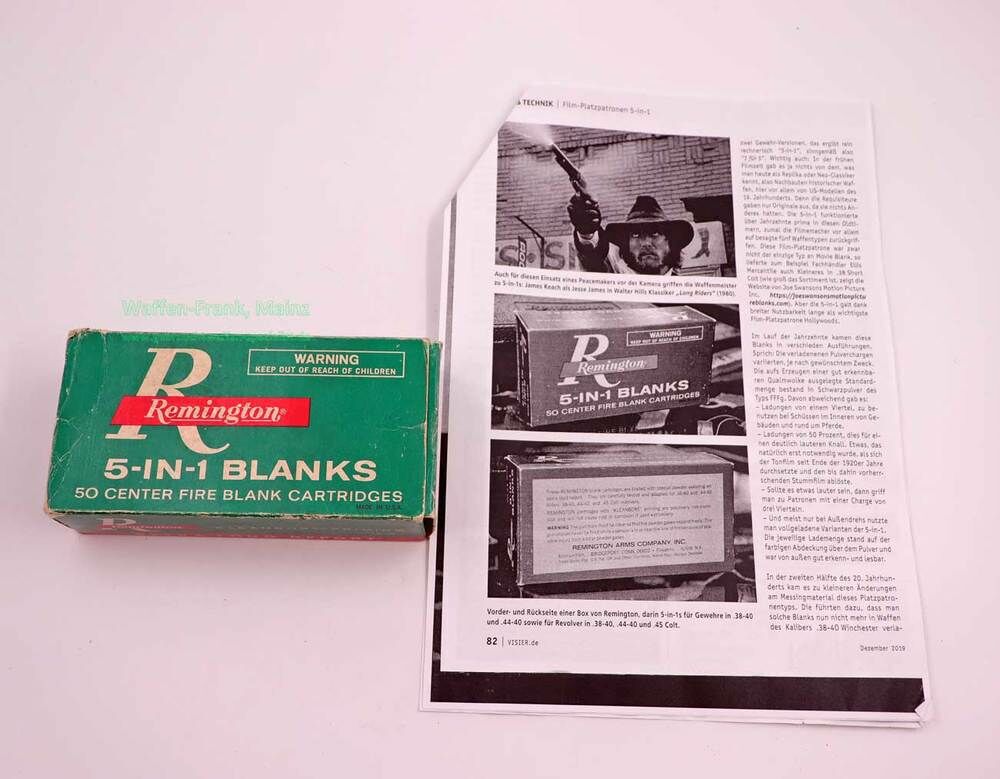 Waffen-Frank, Mainz
R
WARNING
KEEP OUT OF REACH OF CHILDREN
Remington®
5-IN-1 BLANKS
50 CENTER FIRE BLANK CARTRIDGES
MADE IN U.S.A.
Remington
& TECHNIK | Film-Platzpatronen 5-in-1
Auch für diesen Einsatz eines Peacemakers vor der Kamera griffen die Waffenmeister
zu 5-in-1s: James Keach als Jesse James in Walter Hills Klassiker „Long Riders" (1980).
R
WARNING
KEEP OUT OF REACH OF CHILDREN
Remington
5-IN-1 BLANKS
50 CENTER FIRE BLANK CARTRIDGES
REMINGTON ARMS COMPANY, INC.
Vorder- und Rückseite einer Box von Remington, darin 5-in-1s für Gewehre in .38-40
und .44-40 sowie für Revolver in .38-40, .44-40 und .45 Colt.
82 | VISIER.de
zwei Gewehr-Versionen, das ergibt rein
rechnerisch "5-in-1", sinngemäß also
Wichtig auch: In der frühen
Filmzeit gab es ja nichts von dem, was
man heute als Replika oder Neo-Klassiker
kennt, also Nachbauten historischer Waf-
fen, hier vor allem von US-Modellen des
19. Jahrhunderts. Denn die Requisiteure
gaben nur Originale aus, da sie nichts An-
deres hatten. Die 5-in-1 funktionierte
über Jahrzehnte prima in diesen Oldti-
mern, zumal die Filmemacher vor allem
auf besagte fünf Waffentypen zurückgrif-
fen. Diese Filmpatrone war zwar
nicht der einzige Typ an Movie Blank, so
lieferte zum Beispiel Fachhändler Ellis
Mercantile auch Kleineres in .38 Short
Colt (wie groß das Sortiment ist, zeigt die
Website von Joe Swansons Motion Picture
Inc, https://joeswansonsmotionpictu
reblanks.com). Aber die 5-in-1 galt dank
breiter Nutzbarkeit lange als wichtigste
Film-Platzpatrone Hollywoods.
Im Lauf der Jahrzehnte kamen diese
Blanks in verschieden Ausführungen.
Sprich: Die verladenenen Pulverchargen
variierten, je nach gewünschtem Zweck.
Die aufs Erzeugen einer gut erkennba-
ren Qualmwolke ausgelegte Standard-
menge bestand in Schwarzpulver des
Typs FFFg. Davon abweichend gab es:
– Ladungen von einem Viertel, zu be-
nutzen bei Schüssen im Inneren von Ge-
bäuden und rund um Pferde.
– Ladungen von 50 Prozent, dies für ei-
nen deutlich lauteren Knall. Etwas, das
natürlich erst notwendig wurde, als sich
der Tonfilm seit Ende der 1920er Jahre
durchsetzte und den bis dahin vorherr-
schenden Stummfilm ablöste.
– Sollte es etwas lauter sein, dann griff
man zu Patronen mit einer Charge von
drei Vierteln.
– Und meist nur bei Außendrehs nutzte
man vollgeladene Varianten der 5-in-1.
Die jeweilige Lademenge stand auf der
farbigen Abdeckung über dem Pulver und
war von außen gut erkenn- und lesbar.
In der zweiten Hälfte des 20. Jahrhun-
derts kam es zu kleineren Änderungen
am Messingmaterial dieses Platzpatro-
nentyps. Die führten dazu, dass man
solche Blanks nun nicht mehr in Waffen
des Kalibers .38-40 Winchester verla-
Dezember 2019